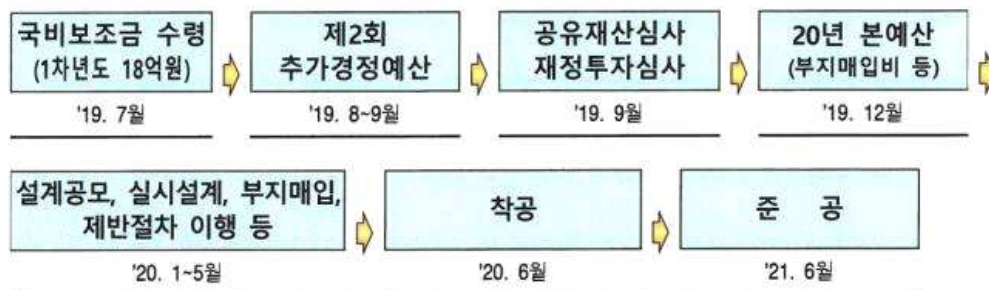 국비보조금 수령
(1차년도 18억원)
제2회
추가경정예산
공유재산심사
재정투자심사
20년 본예산
(부지매입비 등)
'19. 7월
'19. 8~9월
'19. 9월
'19. 12월
설계공모, 실시설계, 부지매입,
제반절차 이행 등
착공
준 공
'20. 1~5월
'20. 6월
'21. 6월